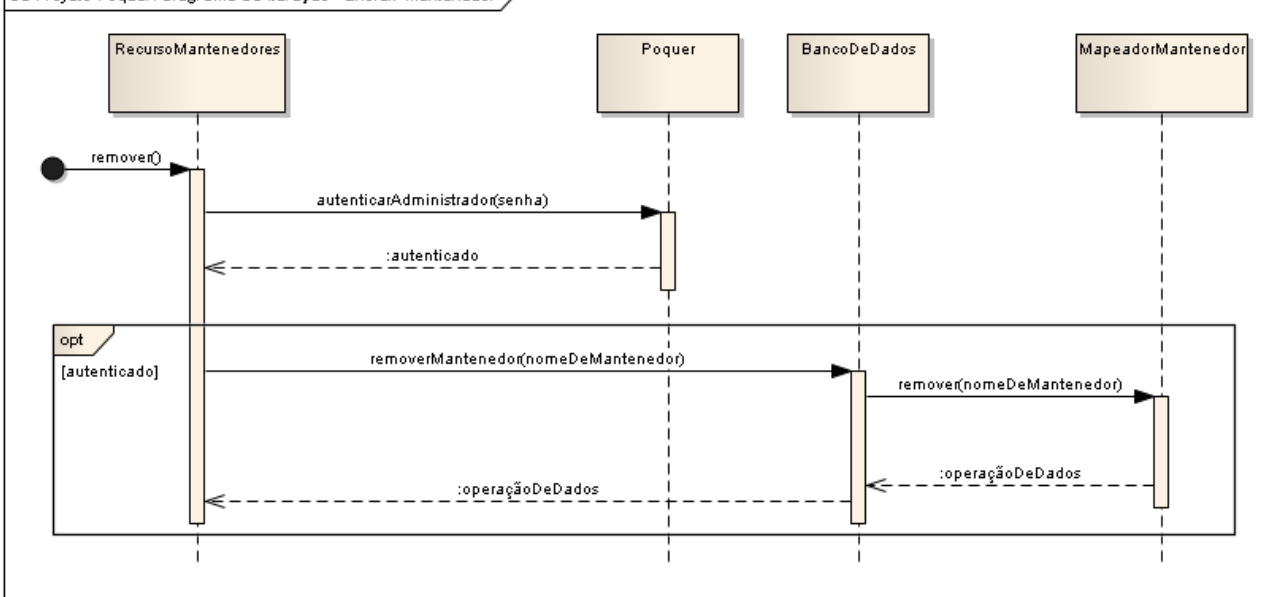 RecursoMantenedores
Poquer
BancoDeDados
MapeadorMantenedor
remover()
autenticarAdministrador(senha)
:autenticado
opt
[autenticado]
removerMantenedor(nomeDeMantenedor)
remover(nomeDeMantenedor)
:operaçãoDeDados
:operaçãoDeDados